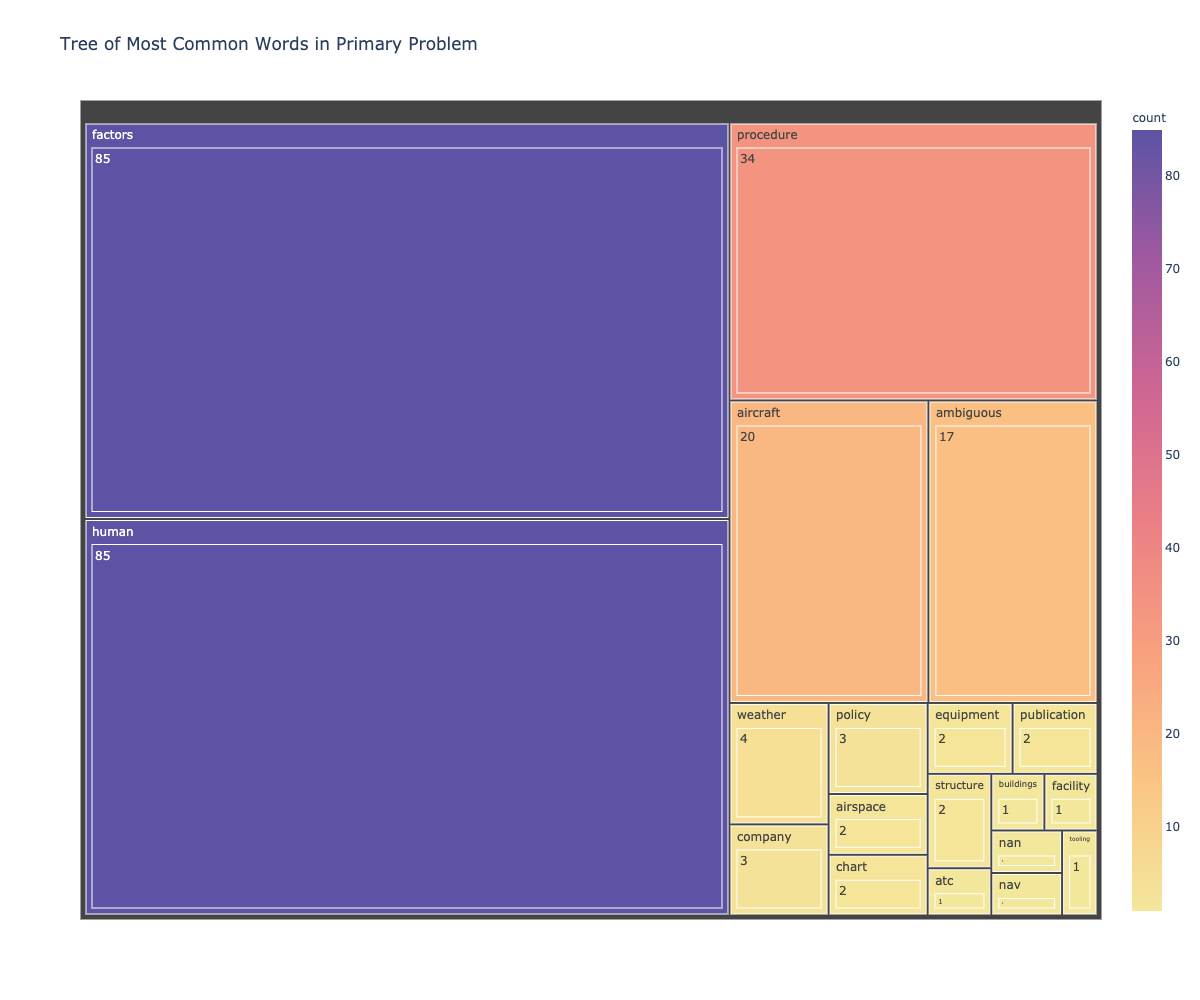 Tree of Most Common Words in Primary Problem
count
factors
85
human
85
procedure
34
aircraft
20
ambiguous
17
weather
4
company
3
policy
3
airspace
2
chart
2
equipment
2
publication
2
structure
2
atc
1
buildings
1
facility
1
nan
nav
tooling
1
80
70
60
50
40
30
20
10